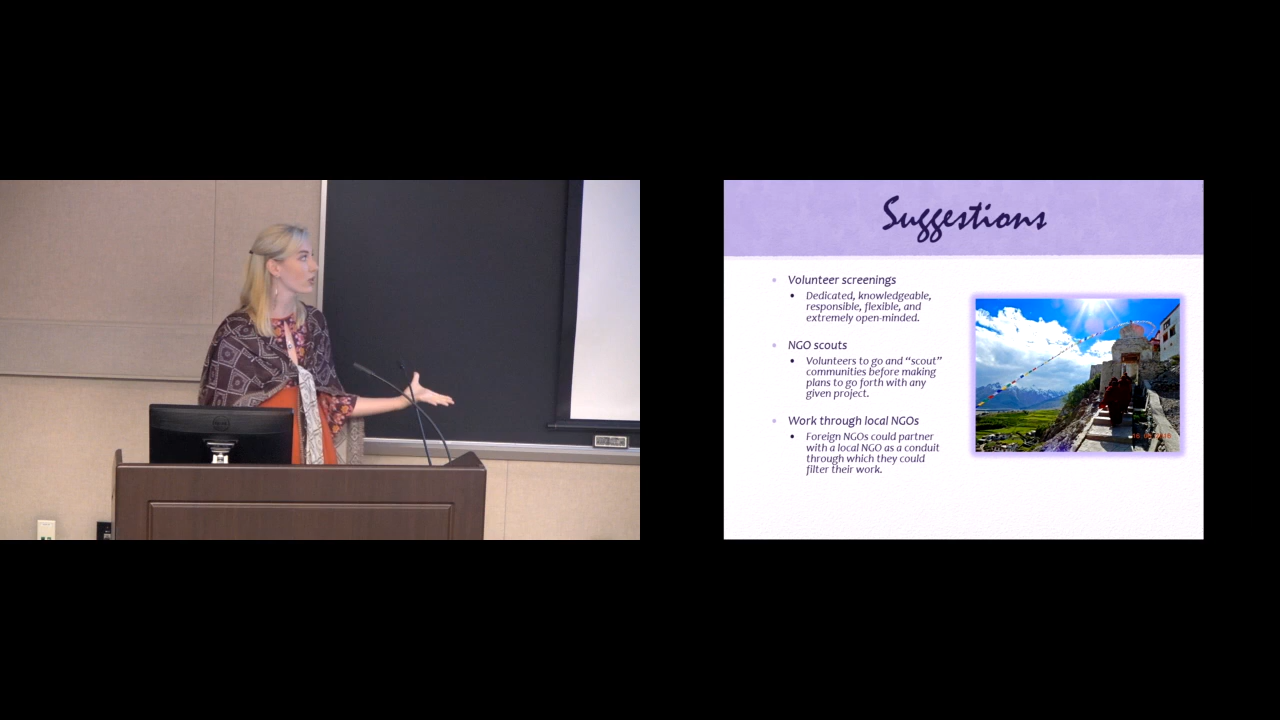 Suggestions
Volunteer screenings
Dedicated, knowledgeable,
responsible, flexible, and
extremely open-minded.
NGO scouts
Volunteers to go and “scout”
communities before making
plans to go forth with any
given project.
Work through local NGOs
Foreign NGOs could partner
with a local NGO as a conduit
through which they could
filter their work.